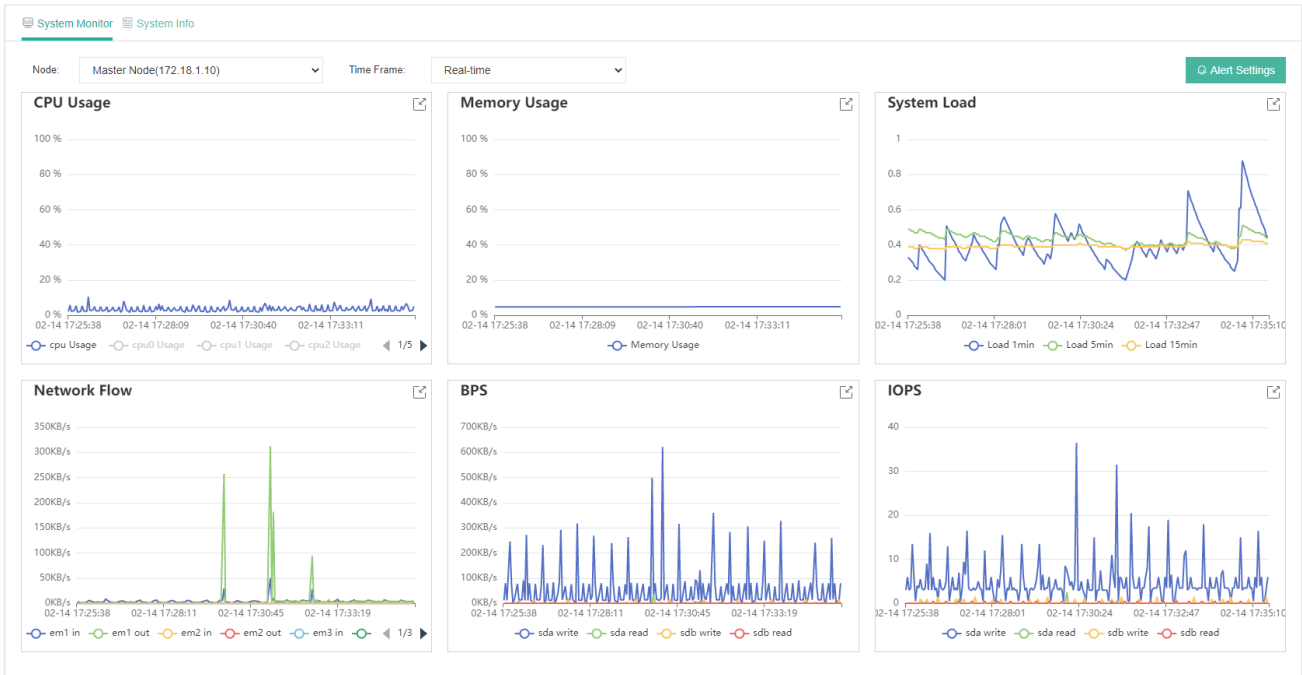 System Monitor System Info
Node: Master Node(172.18.1.10) Time Frame: Real-time Alert Settings
CPU Usage
100 %
80 %
60 %
40 %
20 %
0 %
02-14 17:25:38 02-14 17:28:09 02-14 17:30:40 02-14 17:33:11
cpu Usage cpu0 Usage cpu1 Usage cpu2 Usage 1/5
Memory Usage
100 %
80 %
60 %
40 %
20 %
0 %
02-14 17:25:38 02-14 17:28:09 02-14 17:30:40 02-14 17:33:11
Memory Usage
System Load
1
0.8
0.6
0.4
0.2
0
02-14 17:25:38 02-14 17:28:01 02-14 17:30:24 02-14 17:32:47 02-14 17:35:10
Load 1min Load 5min Load 15min
Network Flow
350KB/s
300KB/s
250KB/s
200KB/s
150KB/s
100KB/s
50KB/s
0KB/s
02-14 17:25:38 02-14 17:28:11 02-14 17:30:45 02-14 17:33:19
em1 in em1 out em2 in em2 out em3 in 1/3
BPS
700KB/s
600KB/s
500KB/s
400KB/s
300KB/s
200KB/s
100KB/s
0KB/s
02-14 17:25:38 02-14 17:28:11 02-14 17:30:45 02-14 17:33:19
sda write sda read sdb write sdb read
IOPS
40
30
20
10
0
02-14 17:25:38 02-14 17:28:01 02-14 17:30:24 02-14 17:32:47 02-14 17:35:10
sda write sda read sdb write sdb read